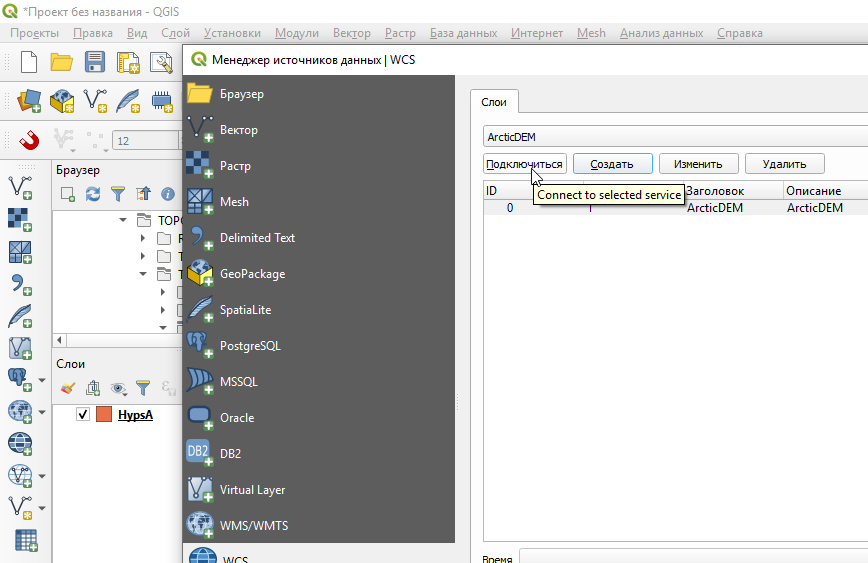 *Проект без названия - QGIS
Проекты Правка Вид Слой Установки Модули Вектор Растр База данных Интернет Mesh Анализ данных Справка
Менеджер источников данных | WCS
12
Браузер
Слои
HypsA
Браузер
Вектор
Растр
Mesh
Delimited Text
GeoPackage
SpatiaLite
PostgreSQL
MSSQL
Oracle
DB2
DB2
Virtual Layer
WMS/WMTS
WCS
Слои
ArcticDEM
Подключиться Создать Изменить Удалить
ID Заголовок Описание
0 1 ArcticDEM ArcticDEM
Connect to selected service
Время